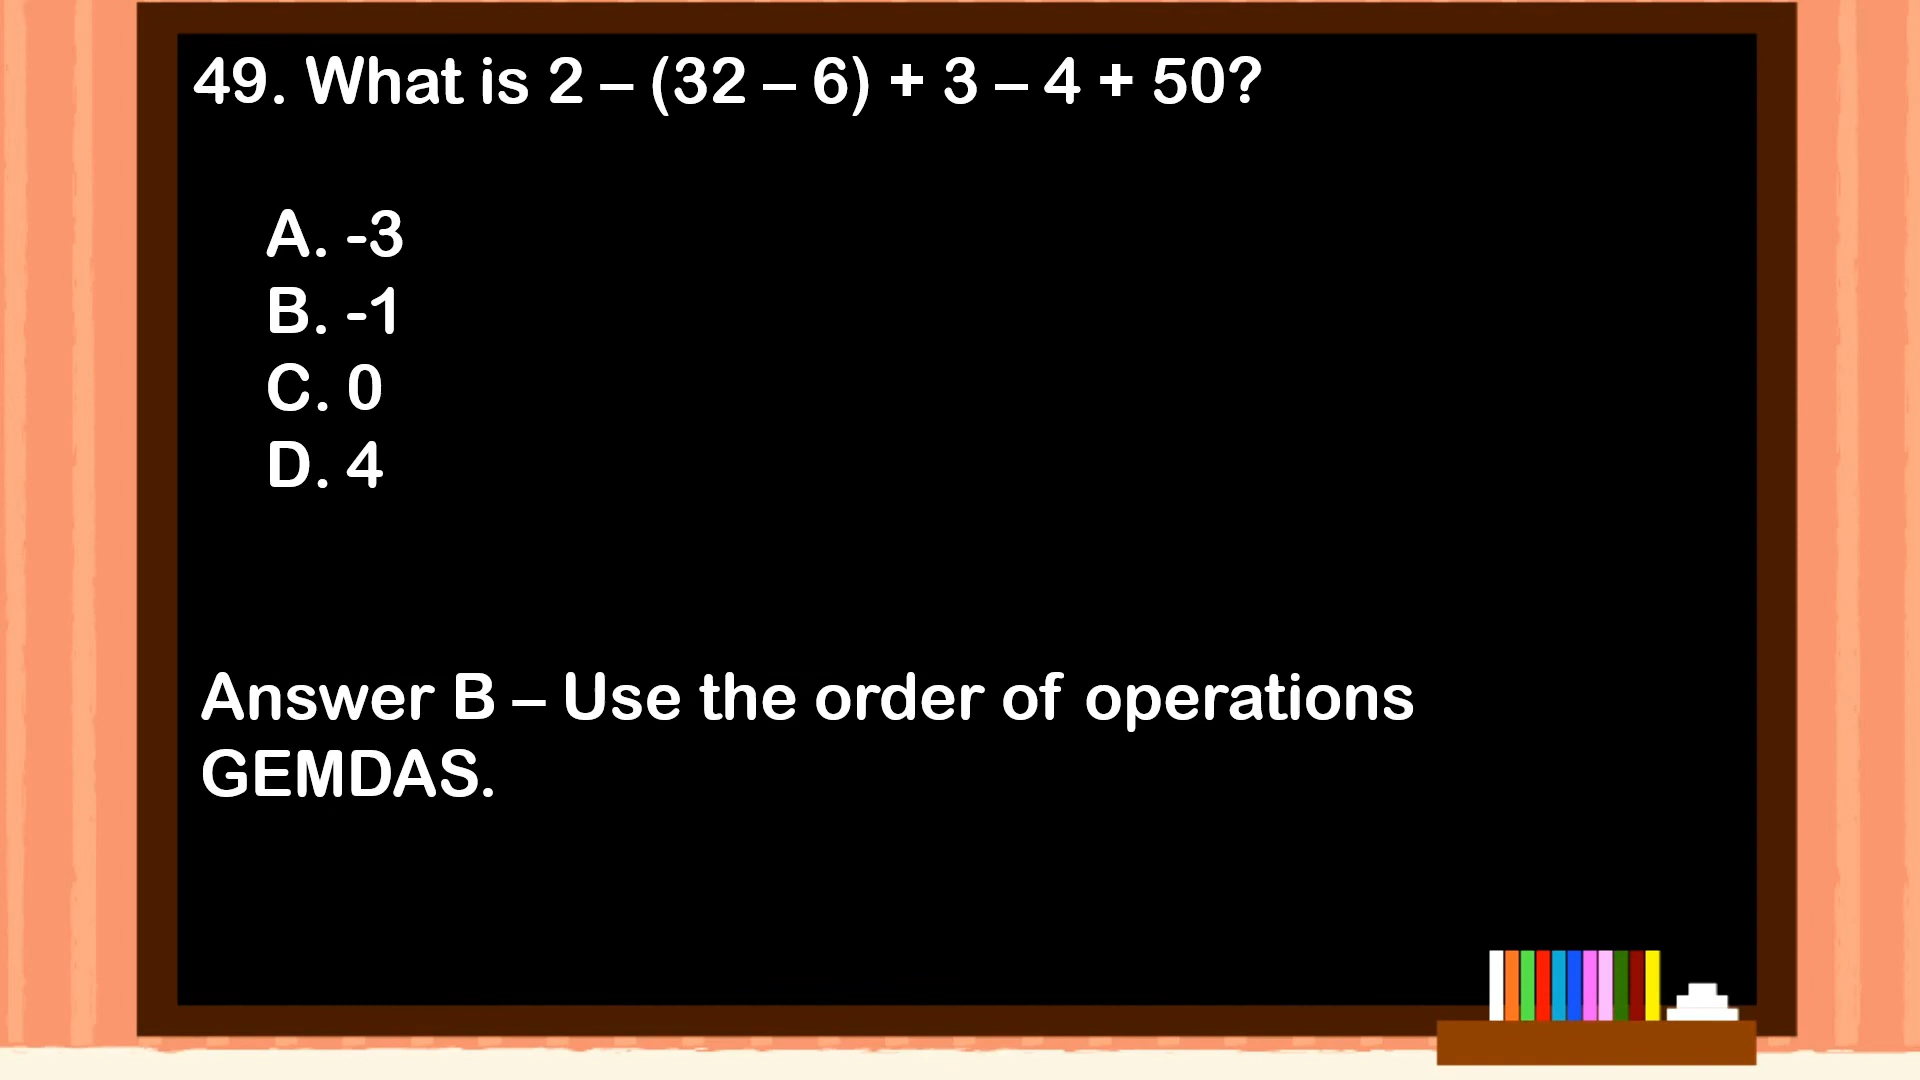 49. What is 2 – (32 – 6) + 3 – 4 + 50?
A. -3
B. -1
C. 0
D. 4
Answer B – Use the order of operations
GEMDAS.